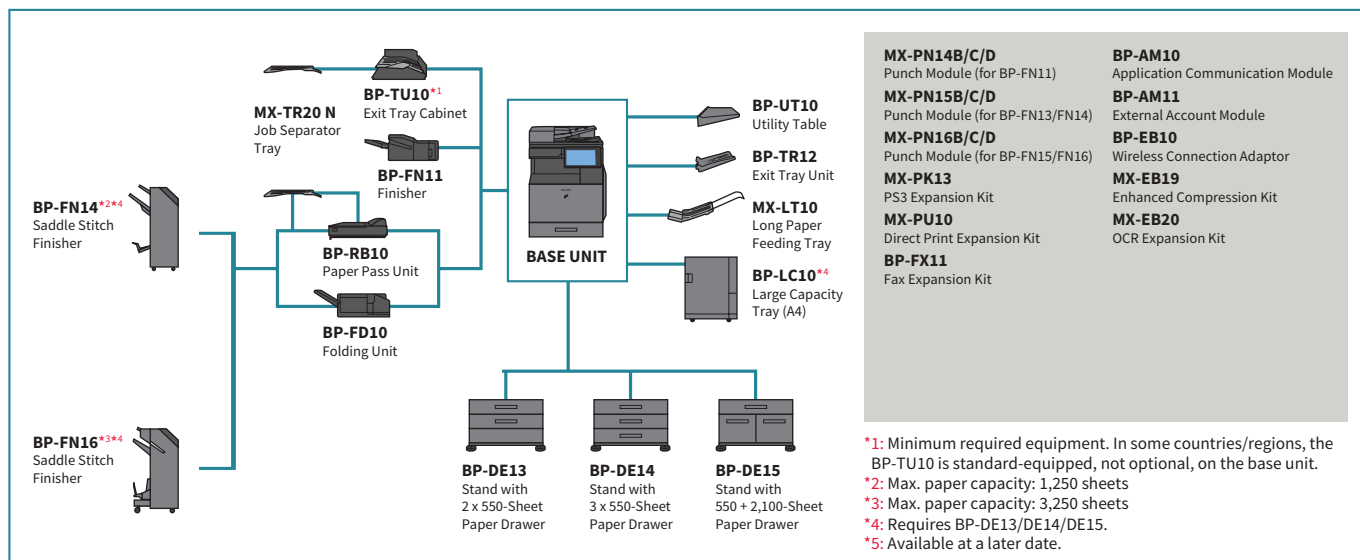 MX-TR20 N
Job Separator
Tray
BP-TU10*1
Exit Tray Cabinet
BP-FN11
Finisher
BP-FN14*2*4
Saddle Stitch
Finisher
BP-RB10
Paper Pass Unit
BP-FD10
Folding Unit
BP-FN16*3*4
Saddle Stitch
Finisher
BASE UNIT
BP-UT10
Utility Table
BP-TR12
Exit Tray Unit
MX-LT10
Long Paper
Feeding Tray
BP-LC10*4
Large Capacity
Tray (A4)
BP-DE13
Stand with
2 x 550-Sheet
Paper Drawer
BP-DE14
Stand with
3 x 550-Sheet
Paper Drawer
BP-DE15
Stand with
550 + 2,100-Sheet
Paper Drawer
MX-PN14B/C/D
Punch Module (for BP-FN11)
MX-PN15B/C/D
Punch Module (for BP-FN13/FN14)
MX-PN16B/C/D
Punch Module (for BP-FN15/FN16)
MX-PK13
PS3 Expansion Kit
MX-PU10
Direct Print Expansion Kit
BP-FX11
Fax Expansion Kit
BP-AM10
Application Communication Module
BP-AM11
External Account Module
BP-EB10
Wireless Connection Adaptor
MX-EB19
Enhanced Compression Kit
MX-EB20
OCR Expansion Kit
*1: Minimum required equipment. In some countries/regions, the
BP-TU10 is standard-equipped, not optional, on the base unit.
*2: Max. paper capacity: 1,250 sheets
*3: Max. paper capacity: 3,250 sheets
*4: Requires BP-DE13/DE14/DE15.
*5: Available at a later date.